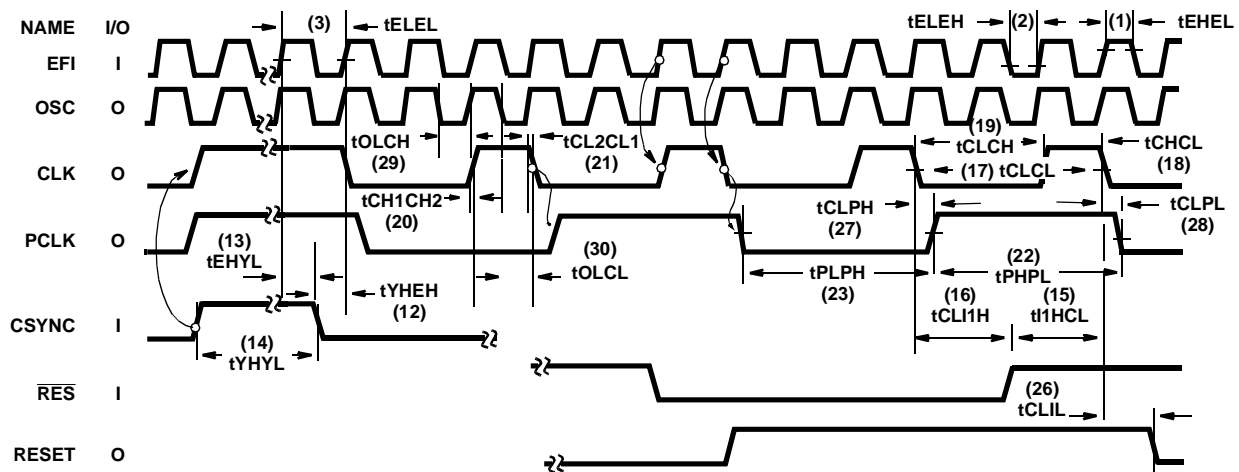 NAME I/O (3) tELEL tELEH (2) (1) tEHEL
EFI I
OSC O
tOLCH (29) tCL2CL1 (21) (19) tCLCH tCHCL (18)
CLK O (17) tCLCL
tCH1CH2 (20) tCLPH (27) tCLPL (28)
PCLK O
(13) tEHYL (30) tOLCL tPLPH (23) (22) tPHPL
tYHEH (12) (16) tCLI1H (15) tI1HCL
CSYNC I
(14) tYHYL
RES I (26) tCLIL
RESET O